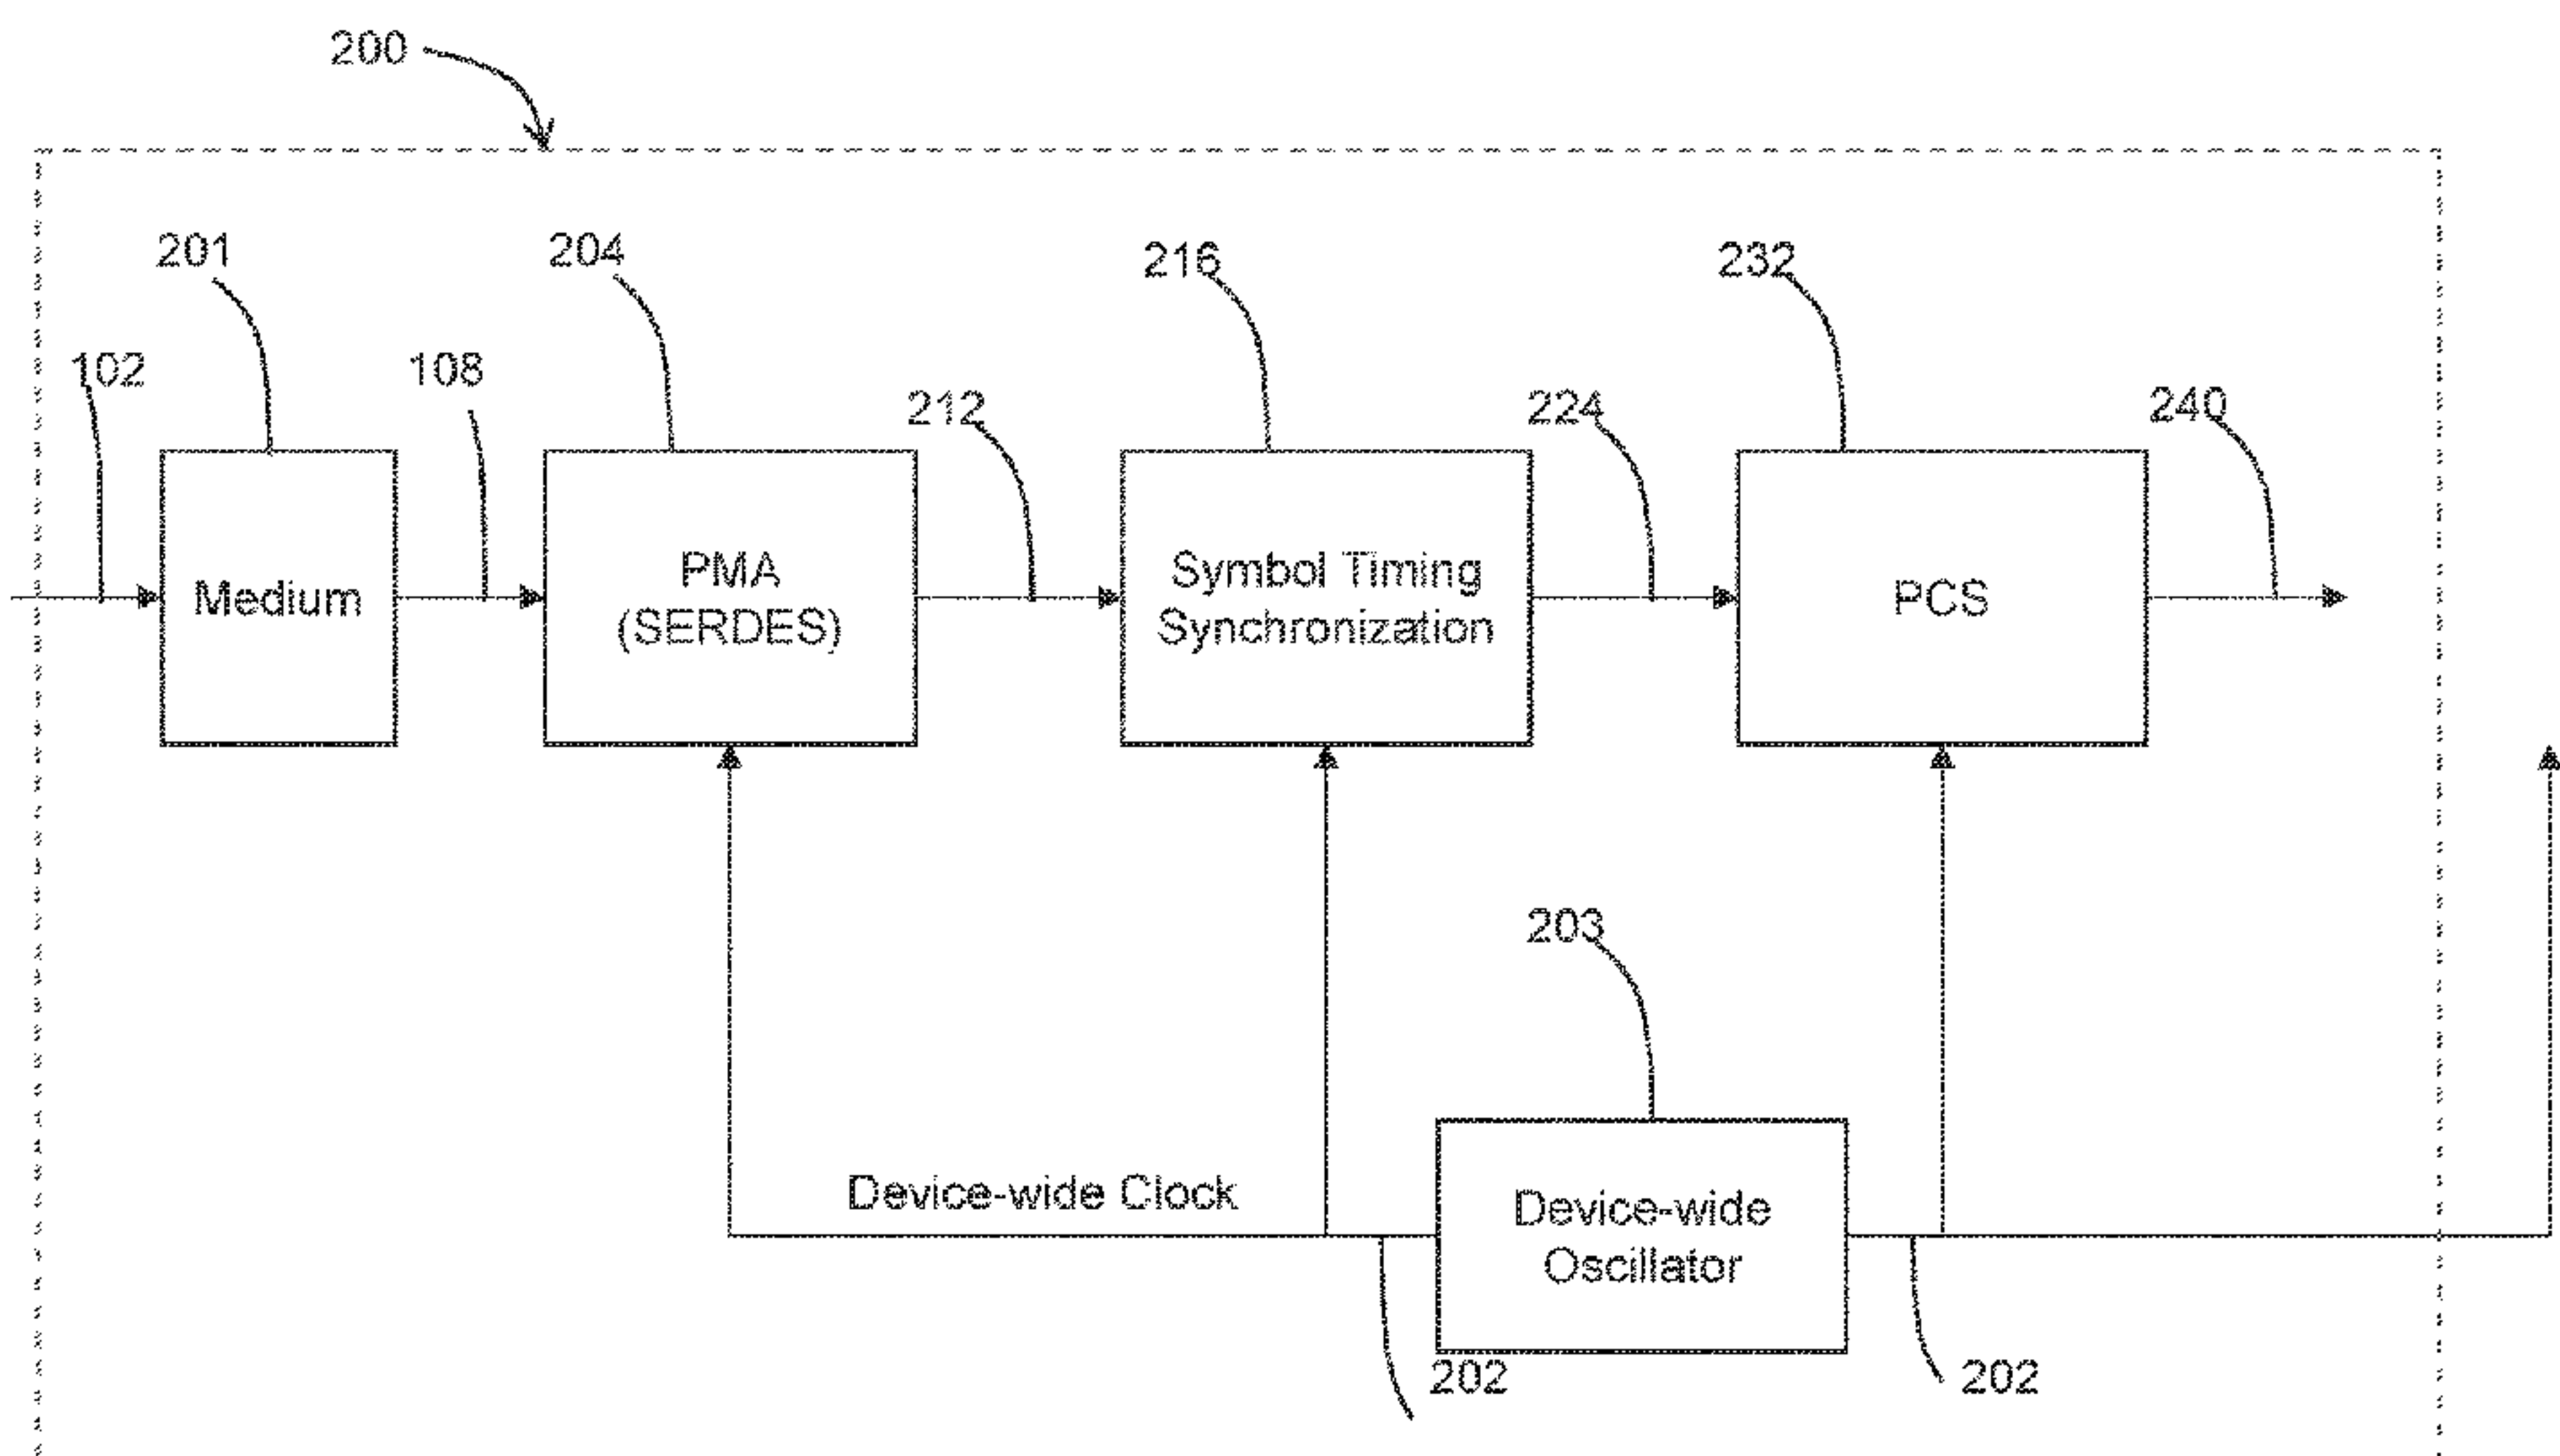 200
201
204
216
232
102
108
212
224
240
Medium
PMA
(SERDES)
Symbol Timing
Synchronization
PCS
203
Device-wide Clock
Device-wide
Oscillator
202
202